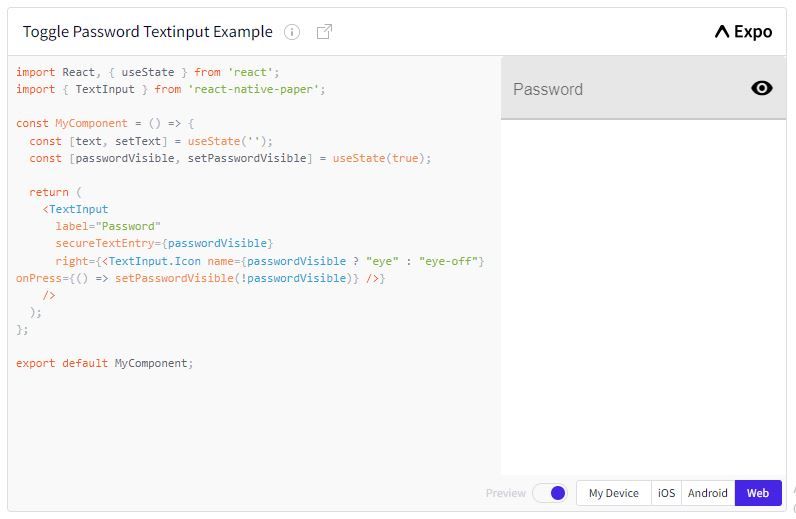 Toggle Password Textinput Example
Expo
import React, { useState } from 'react';
import { TextInput } from 'react-native-paper';
const MyComponent = () => {
const [text, setText] = useState('');
const [passwordVisible, setPasswordVisible] = useState(true);
return (
<TextInput
label="Password"
secureTextEntry={passwordVisible}
right={<TextInput.Icon name={passwordVisible ? "eye" : "eye-off"}
onPress={() => setPasswordVisible(!passwordVisible)} />}
/>
);
};
export default MyComponent;
Password
Preview
My Device
iOS
Android
Web